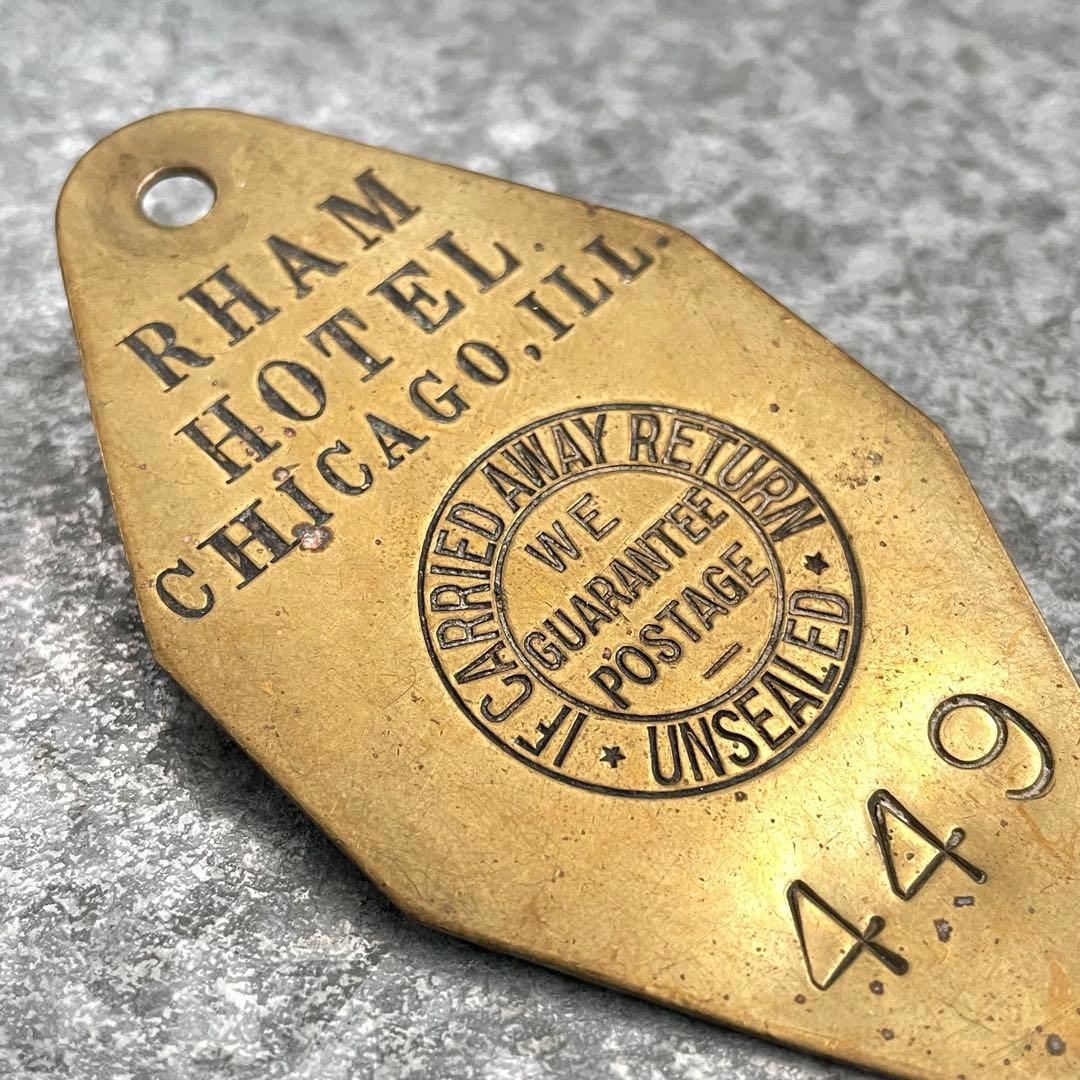 RHAM
HOTEL
CHICAGO, ILL.
IF CARRIED AWAY RETURN
★ UNSEALED ★
WE
GUARANTEE
POSTAGE
—
449